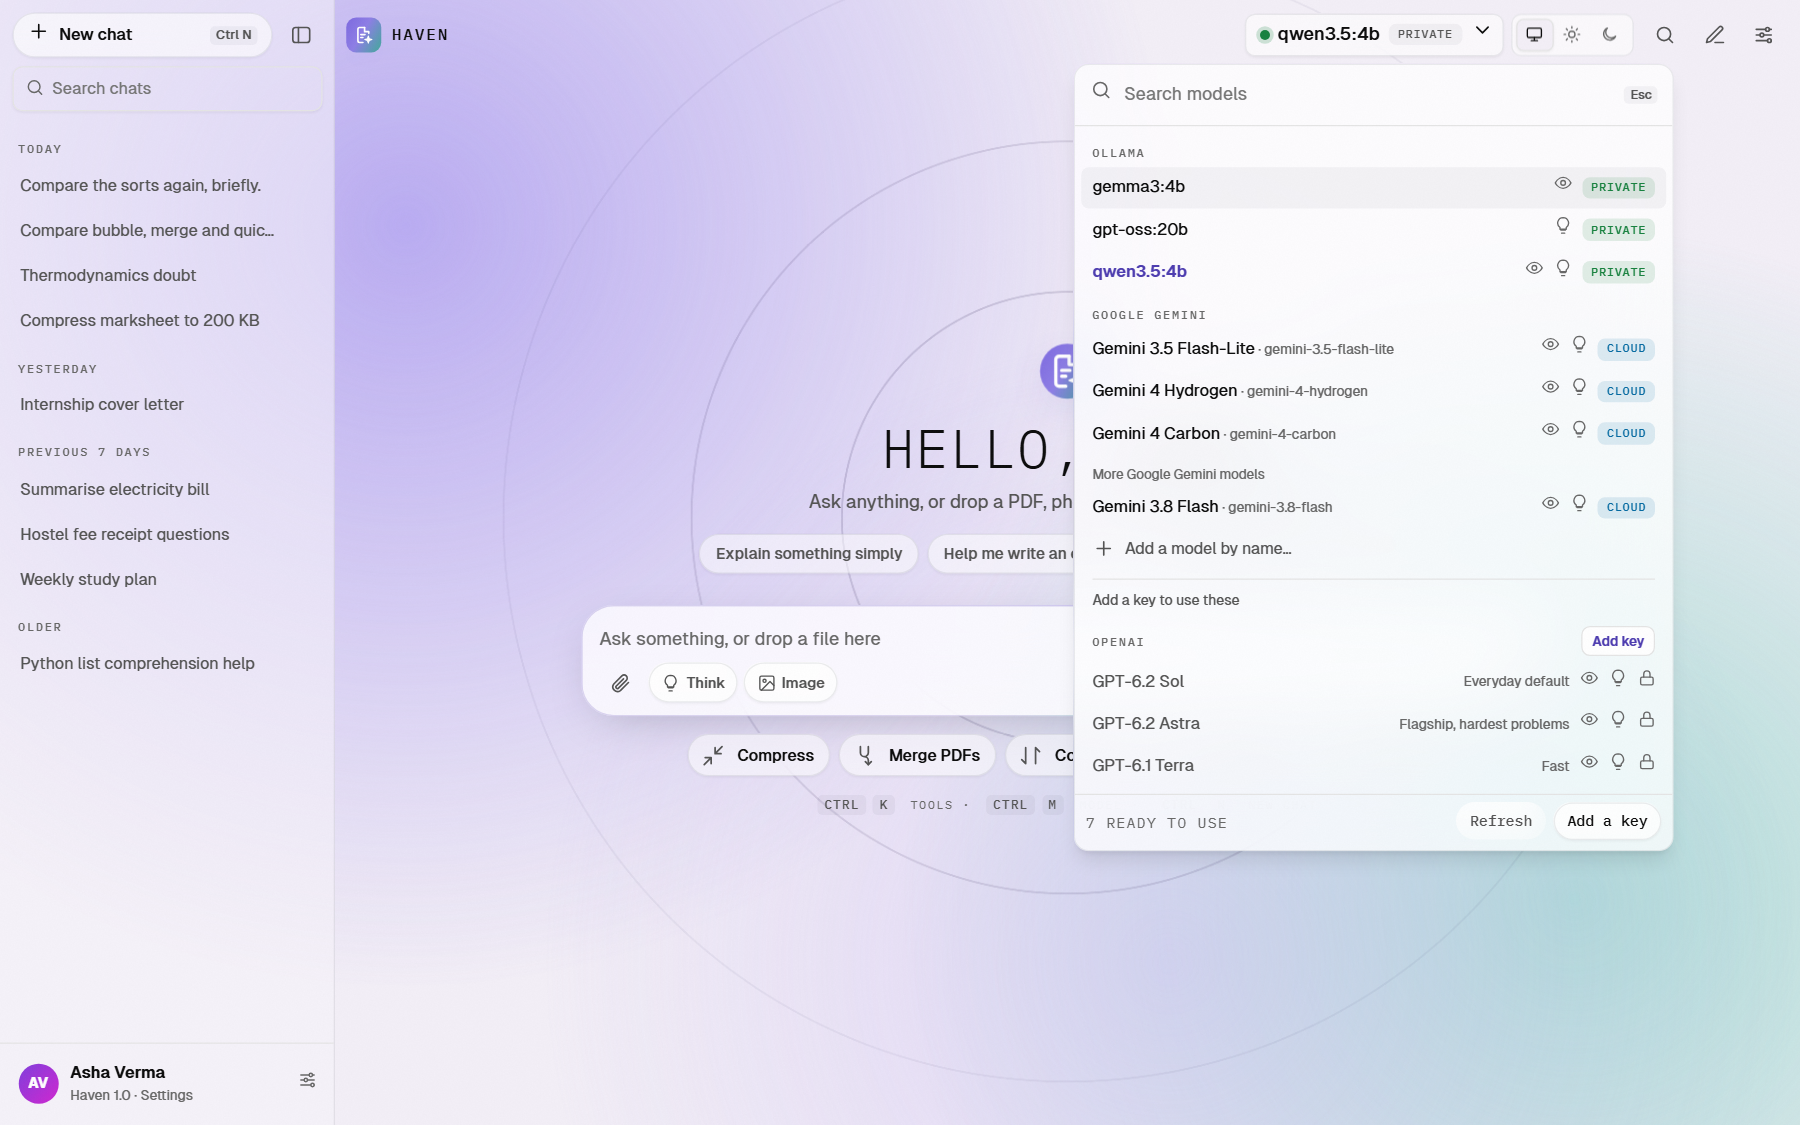 New chat
Ctrl N
Search chats
TODAY
Compare the sorts again, briefly.
Compare bubble, merge and quic...
Thermodynamics doubt
Compress marksheet to 200 KB
YESTERDAY
Internship cover letter
PREVIOUS 7 DAYS
Summarise electricity bill
Hostel fee receipt questions
Weekly study plan
OLDER
Python list comprehension help
AV
Asha Verma
Haven 1.0 · Settings
HAVEN
qwen3.5:4b PRIVATE
HELLO,
Ask anything, or drop a PDF, ph
Explain something simply
Help me write an
Ask something, or drop a file here
Think
Image
Compress
Merge PDFs
Co
CTRL K TOOLS · CTRL M
Search models
Esc
OLLAMA
gemma3:4b PRIVATE
gpt-oss:20b PRIVATE
qwen3.5:4b PRIVATE
GOOGLE GEMINI
Gemini 3.5 Flash-Lite · gemini-3.5-flash-lite CLOUD
Gemini 4 Hydrogen · gemini-4-hydrogen CLOUD
Gemini 4 Carbon · gemini-4-carbon CLOUD
More Google Gemini models
Gemini 3.8 Flash · gemini-3.8-flash CLOUD
Add a model by name...
Add a key to use these
OPENAI
Add key
GPT-6.2 Sol Everyday default
GPT-6.2 Astra Flagship, hardest problems
GPT-6.1 Terra Fast
7 READY TO USE
Refresh
Add a key